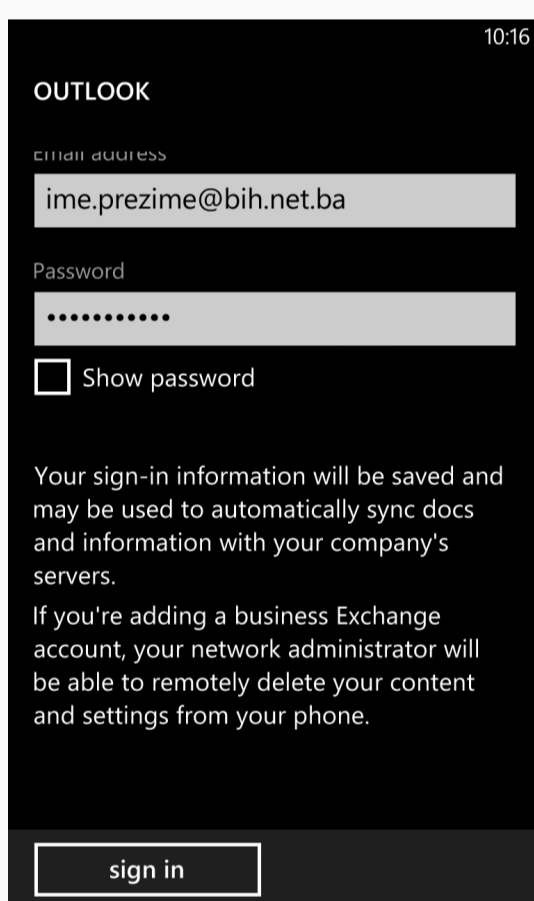 10:16
OUTLOOK
Email address
ime.prezime@bih.net.ba
Password
•••••••••••
Show password
Your sign-in information will be saved and
may be used to automatically sync docs
and information with your company's
servers.
If you're adding a business Exchange
account, your network administrator will
be able to remotely delete your content
and settings from your phone.
sign in